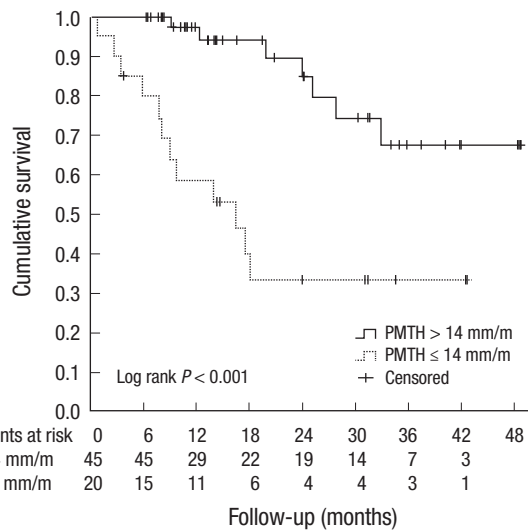 1.0
0.9
0.8
0.7
0.6
0.5
0.4
0.3
0.2
0.1
0.0
Cumulative survival
PMTH > 14 mm/m
PMTH ≤ 14 mm/m
Censored
Log rank P < 0.001
at risk 0 6 12 18 24 30 36 42 48
mm/m 45 45 29 22 19 14 7 3
mm/m 20 15 11 6 4 4 3 1
Follow-up (months)